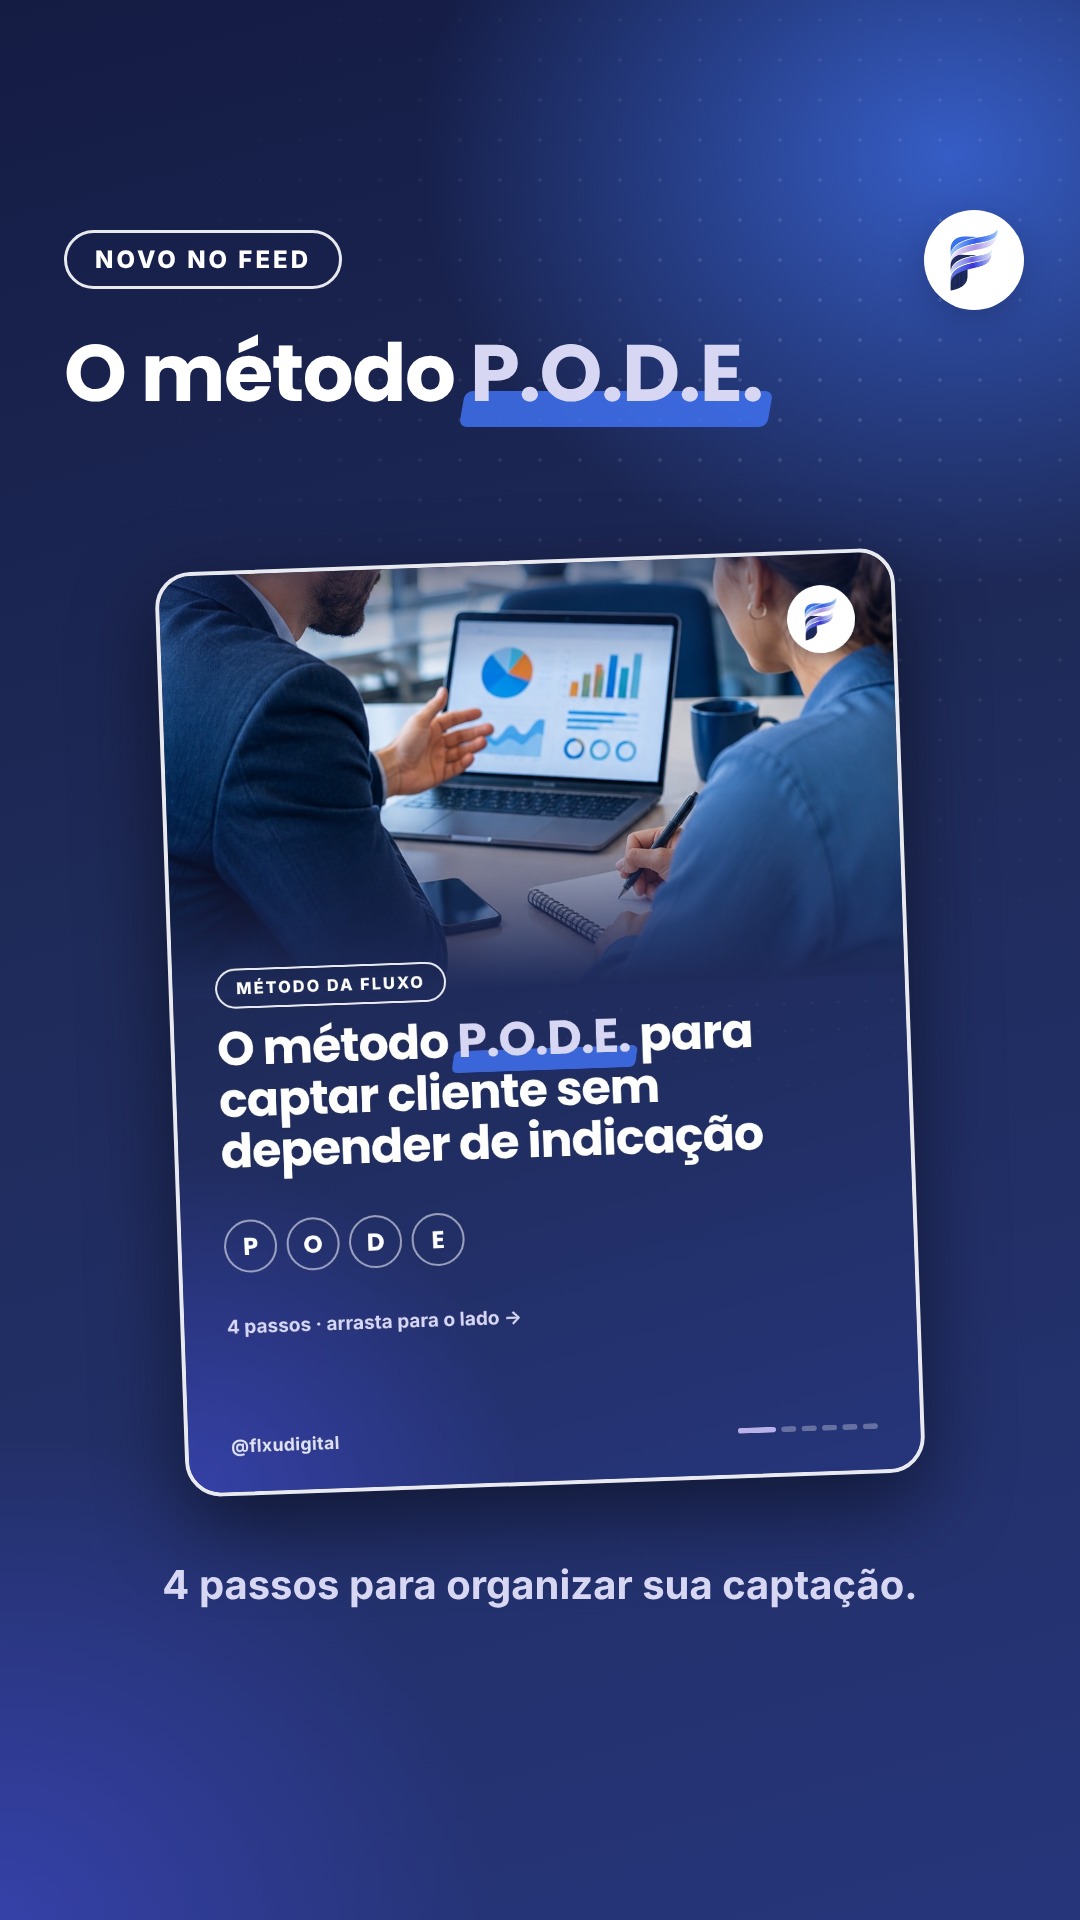 NOVO NO FEED
O método P.O.D.E.
MÉTODO DA FLUXO
O método P.O.D.E. para
captar cliente sem
depender de indicação
P O D E
4 passos · arrasta para o lado →
@flxudigital
4 passos para organizar sua captação.